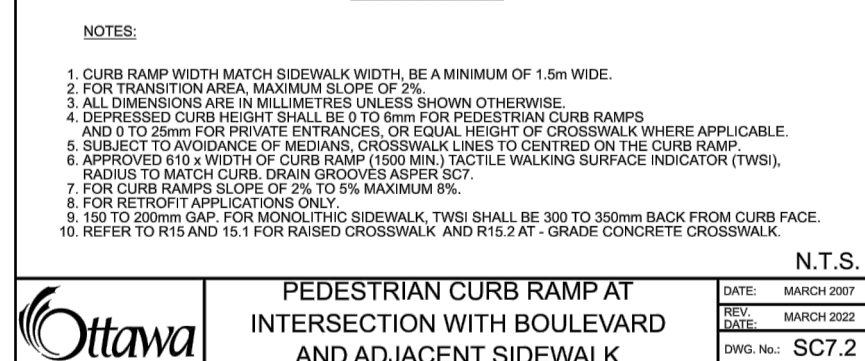 NOTES:
1. CURB RAMP WIDTH MATCH SIDEWALK WIDTH, BE A MINIMUM OF 1.5m WIDE.
2. FOR TRANSITION AREA, MAXIMUM SLOPE OF 2%.
3. ALL DIMENSIONS ARE IN MILLIMETRES UNLESS SHOWN OTHERWISE.
4. DEPRESSED CURB HEIGHT SHALL BE 0 TO 6mm FOR PEDESTRIAN CURB RAMPS
AND 0 TO 25mm FOR PRIVATE ENTRANCES, OR EQUAL HEIGHT OF CROSSWALK WHERE APPLICABLE.
5. SUBJECT TO AVOIDANCE OF MEDIANS, CROSSWALK LINES TO CENTRED ON THE CURB RAMP.
6. APPROVED 610 x WIDTH OF CURB RAMP (1500 MIN.) TACTILE WALKING SURFACE INDICATOR (TWSI),
RADIUS TO MATCH CURB. DRAIN GROOVES ASPER SC7.
7. FOR CURB RAMPS SLOPE OF 2% TO 5% MAXIMUM 8%.
8. FOR RETROFIT APPLICATIONS ONLY.
9. 150 TO 200mm GAP. FOR MONOLITHIC SIDEWALK, TWSI SHALL BE 300 TO 350mm BACK FROM CURB FACE.
10. REFER TO R15 AND 15.1 FOR RAISED CROSSWALK AND R15.2 AT - GRADE CONCRETE CROSSWALK.
N.T.S.
Ottawa
PEDESTRIAN CURB RAMP AT
INTERSECTION WITH BOULEVARD
AND ADJACENT SIDEWALK
DATE: MARCH 2007
REV.
DATE: MARCH 2022
DWG. No.: SC7.2